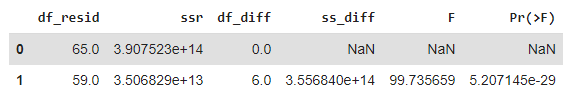 df_resid ssr df_diff ss_diff F Pr(>F)
0 65.0 3.907523e+14 0.0 NaN NaN NaN
1 59.0 3.506829e+13 6.0 3.556840e+14 99.735659 5.207145e-29